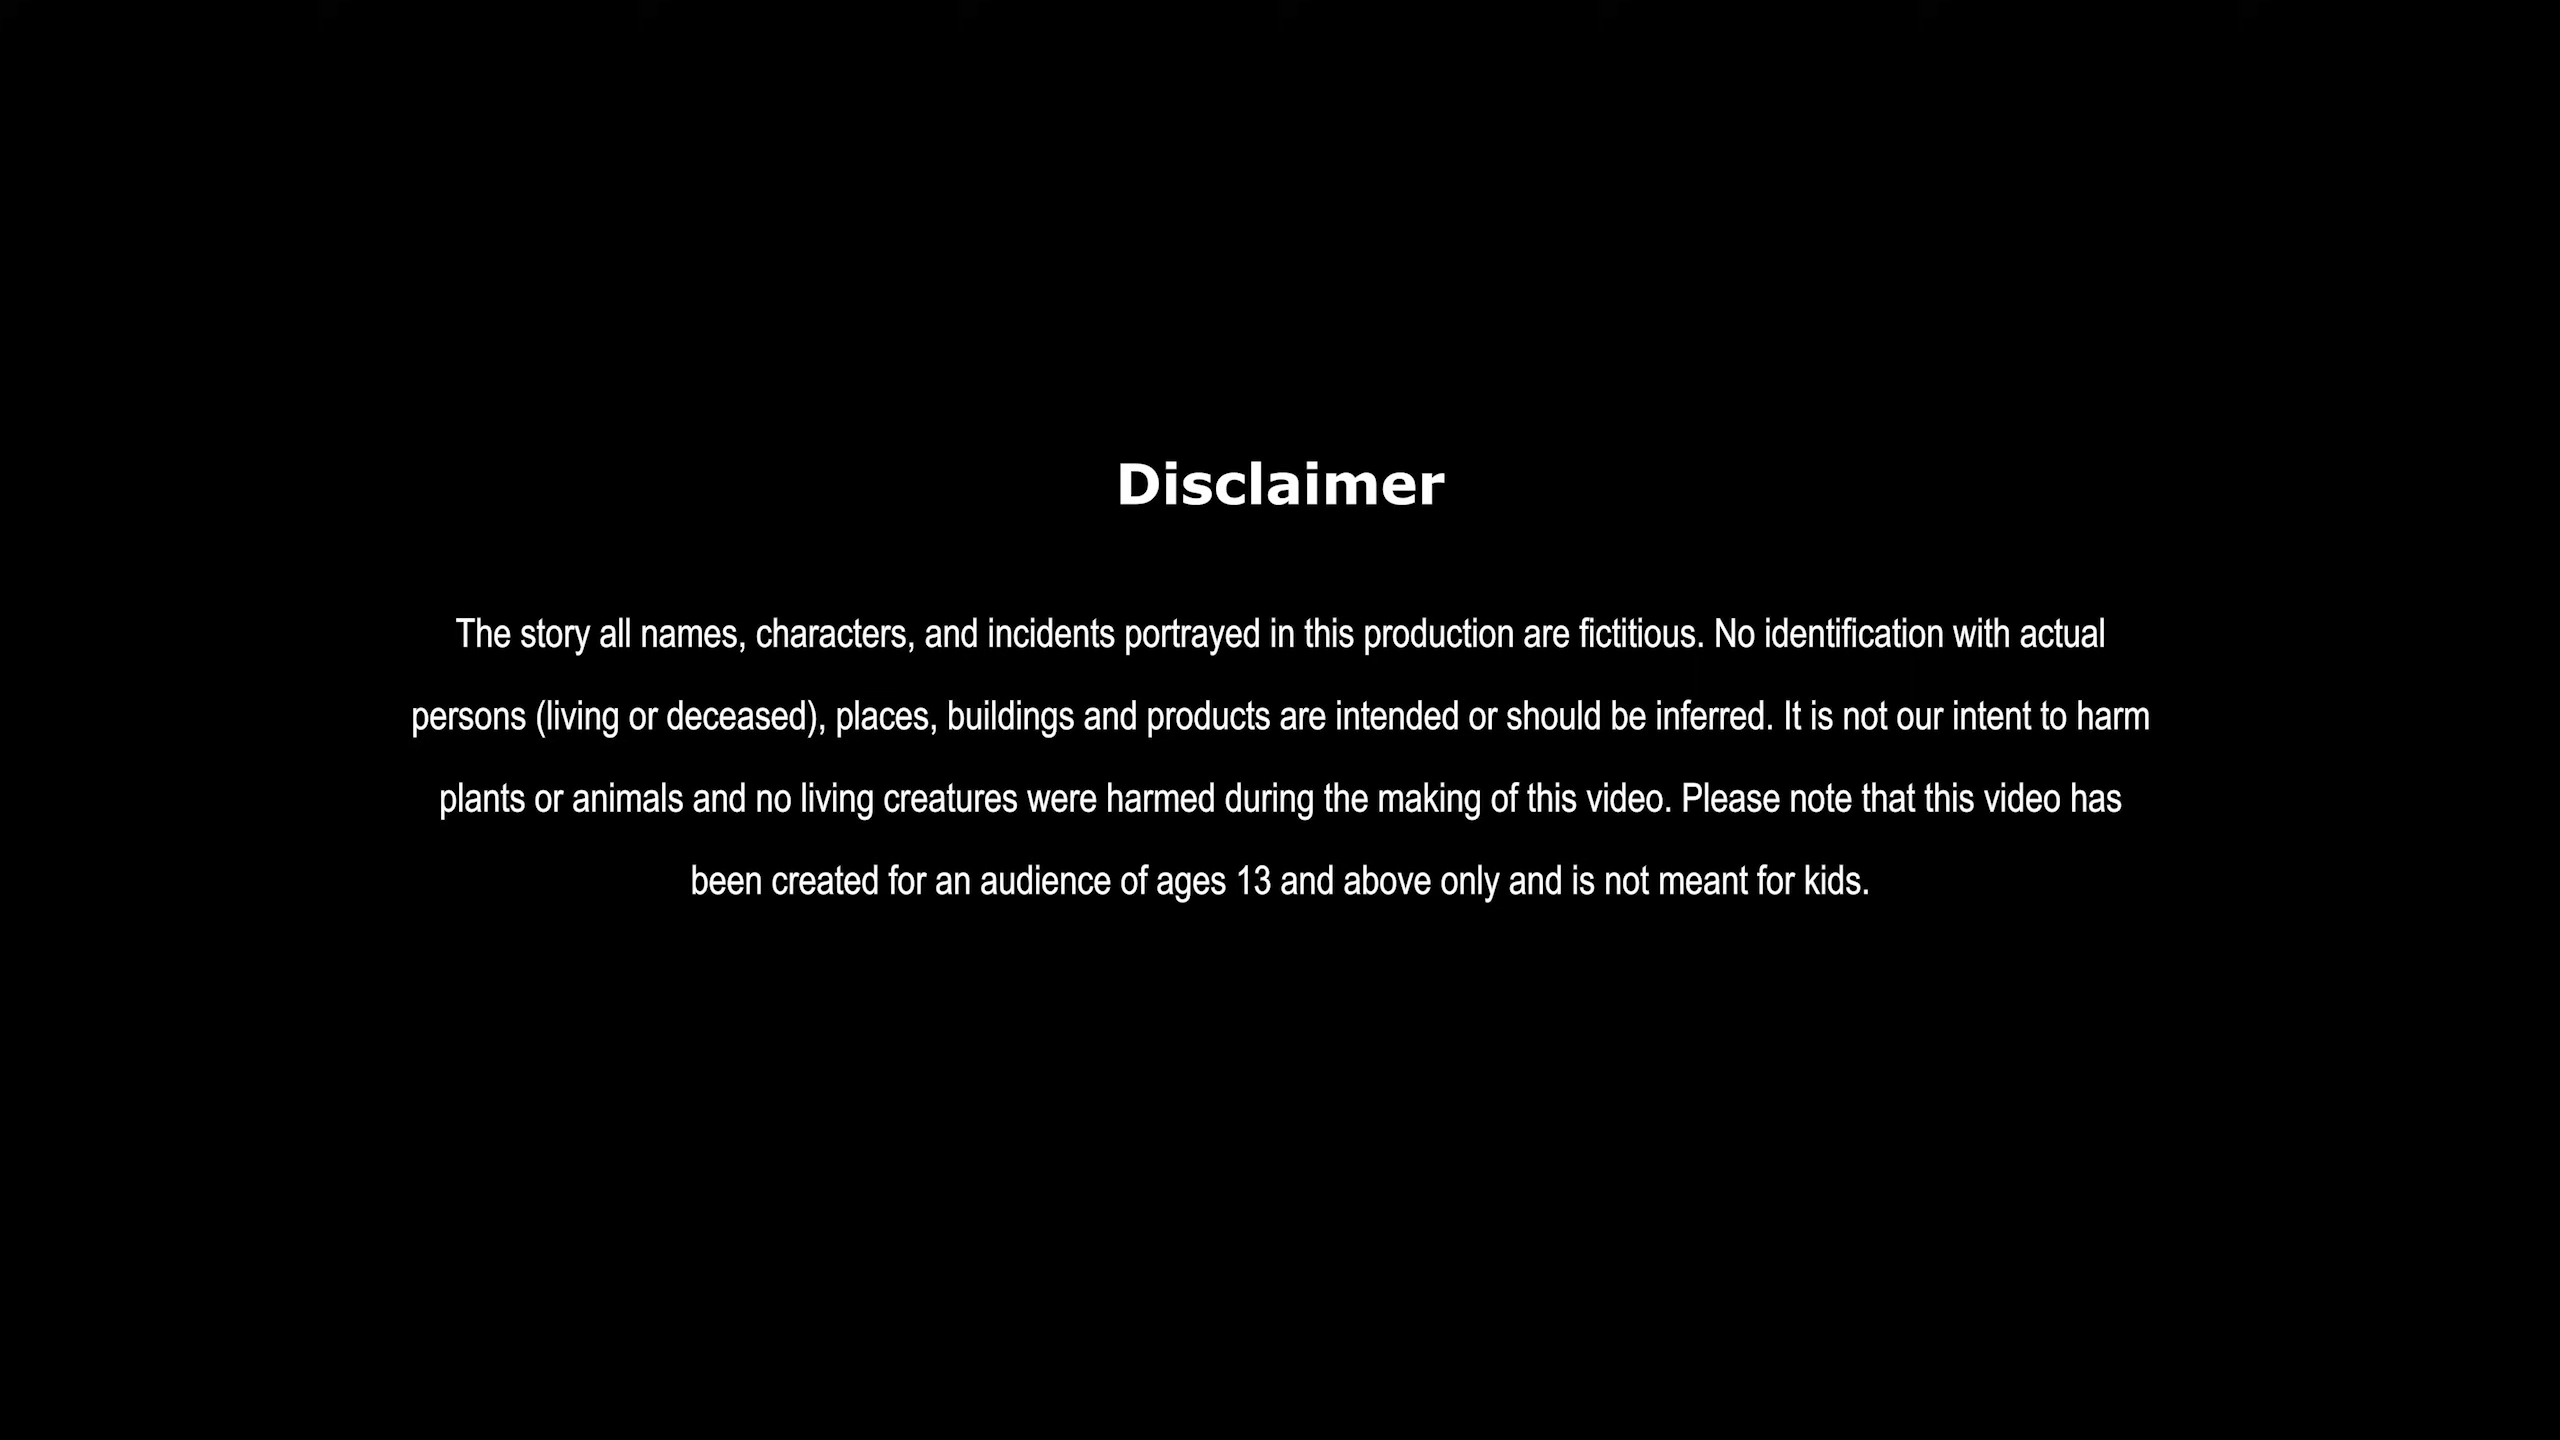 Disclaimer
The story all names, characters, and incidents portrayed in this production are fictitious. No identification with actual
persons (living or deceased), places, buildings and products are intended or should be inferred. It is not our intent to harm
plants or animals and no living creatures were harmed during the making of this video. Please note that this video has
been created for an audience of ages 13 and above only and is not meant for kids.